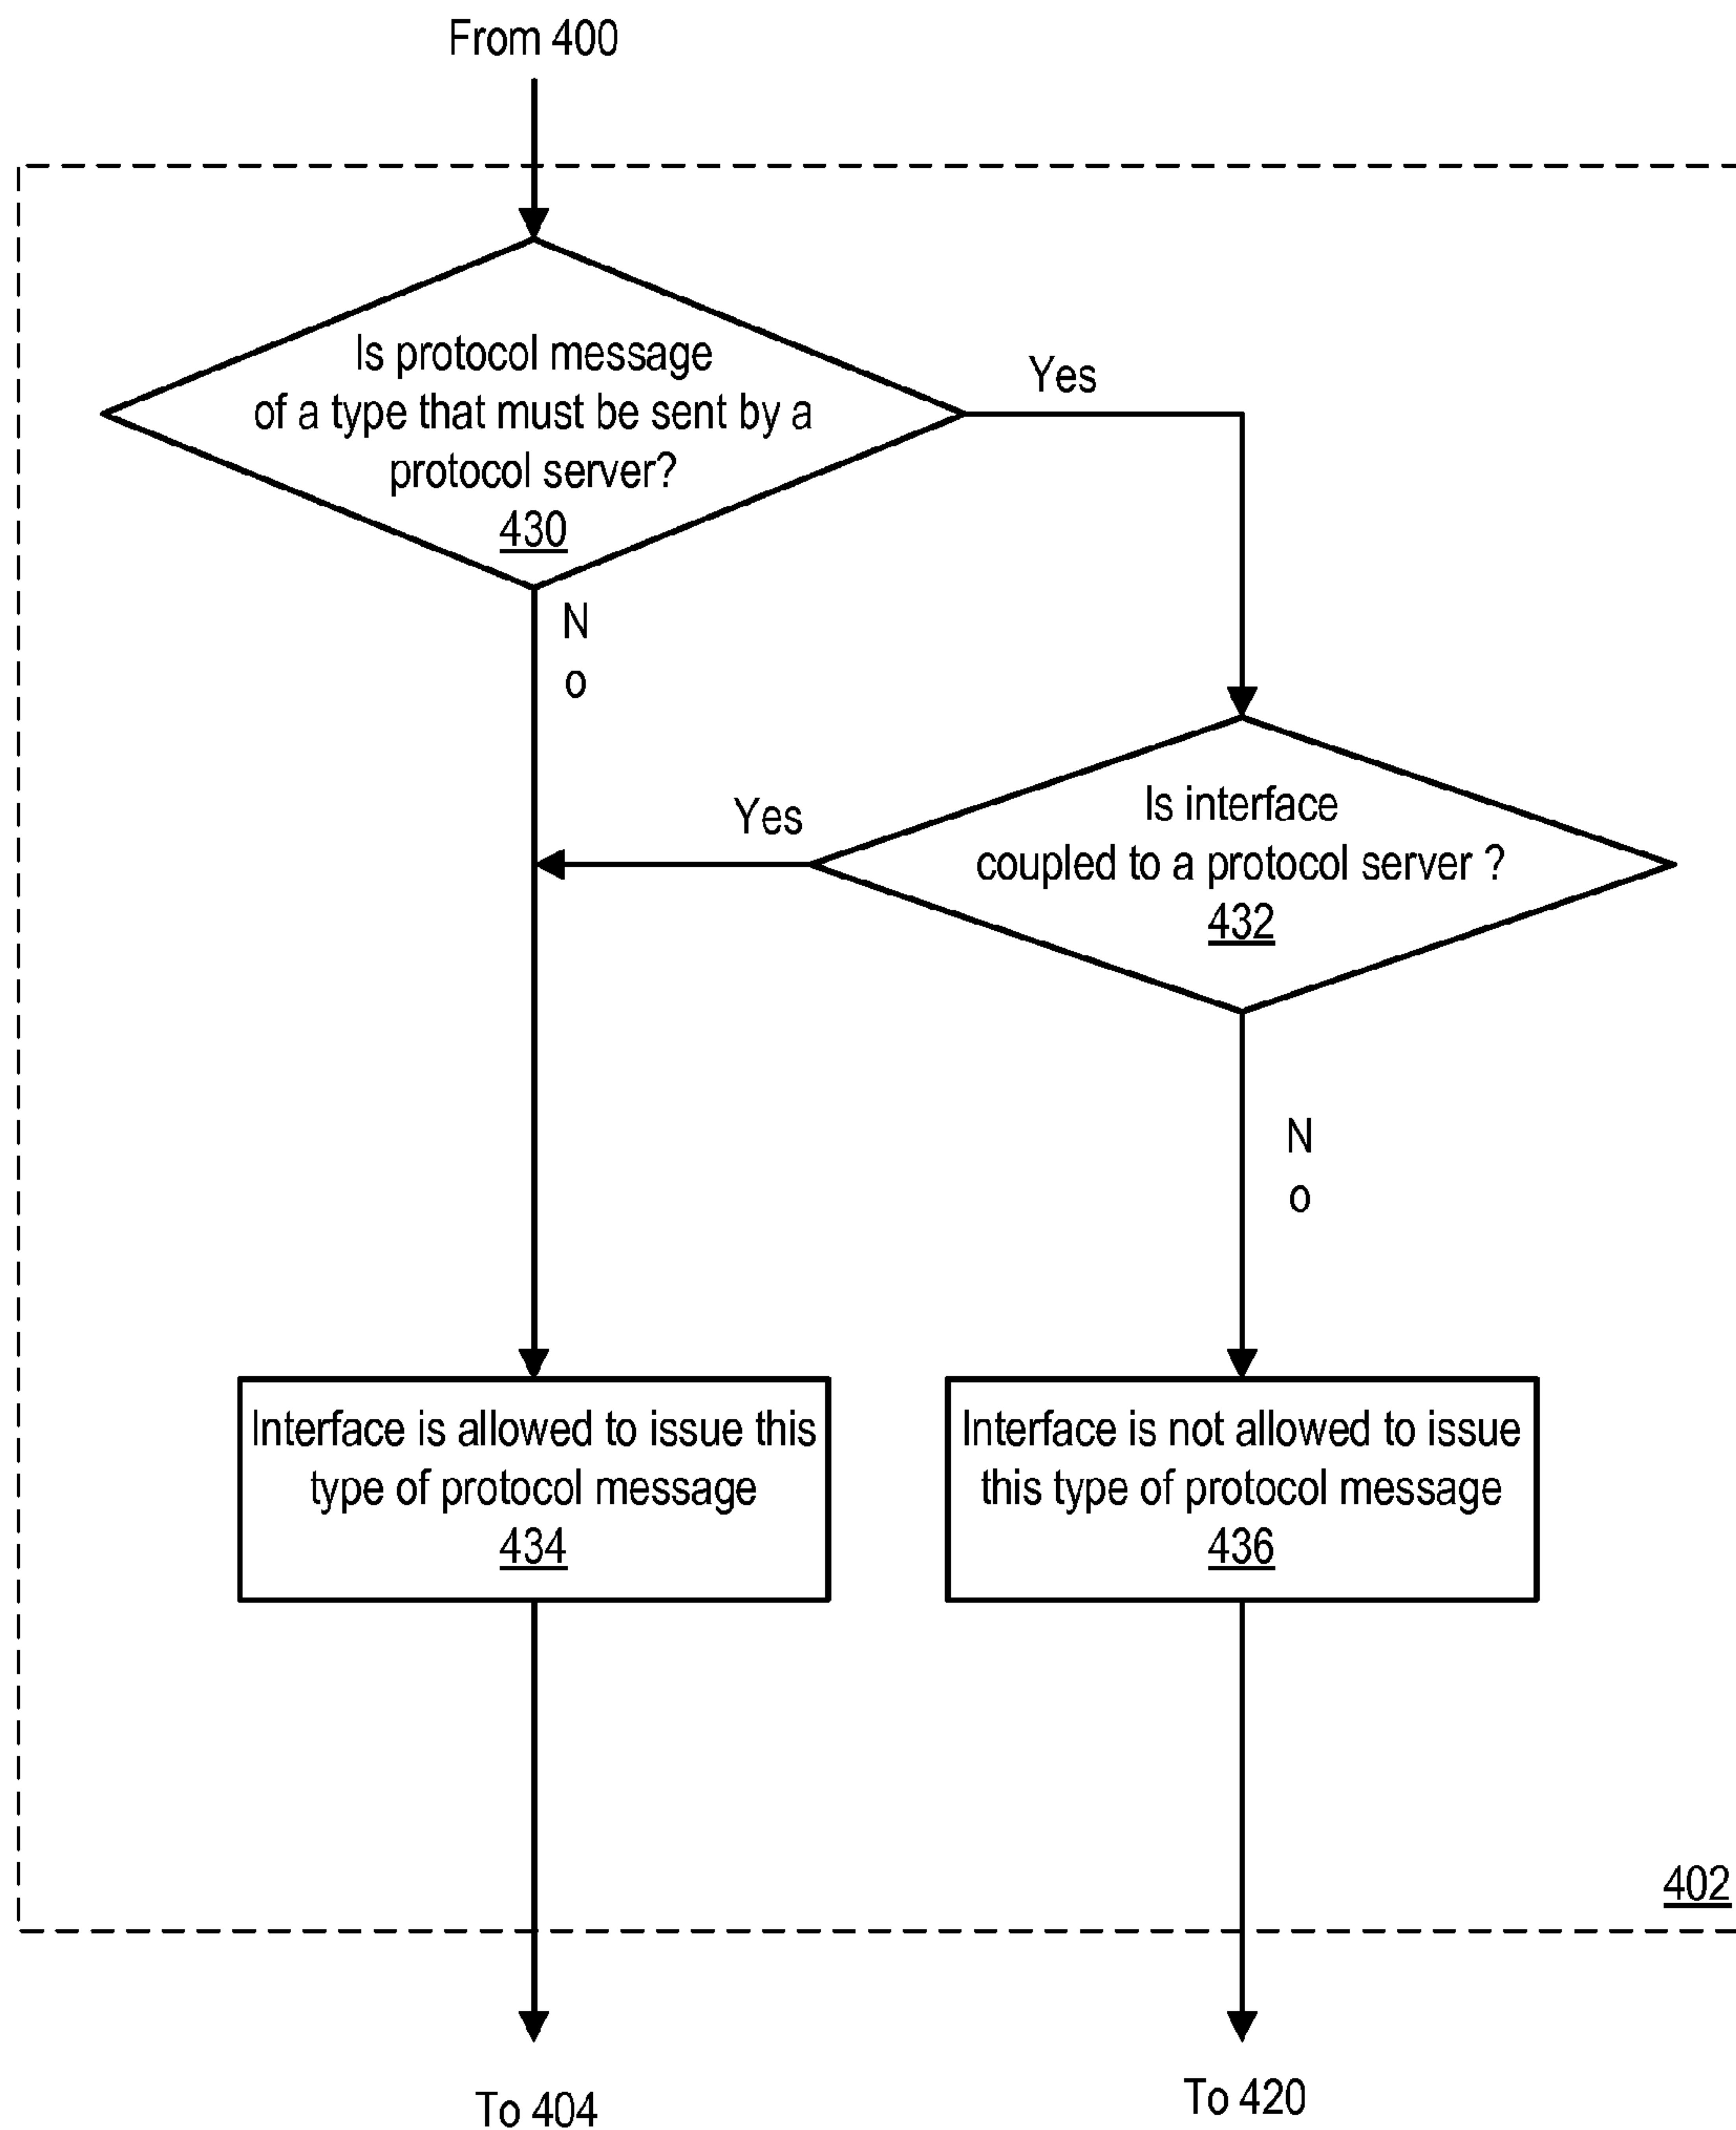 From 400
Is protocol message
of a type that must be sent by a
protocol server?
430
Yes
N
o
Is interface
coupled to a protocol server ?
432
Yes
N
o
Interface is allowed to issue this
type of protocol message
434
Interface is not allowed to issue
this type of protocol message
436
402
To 404
To 420